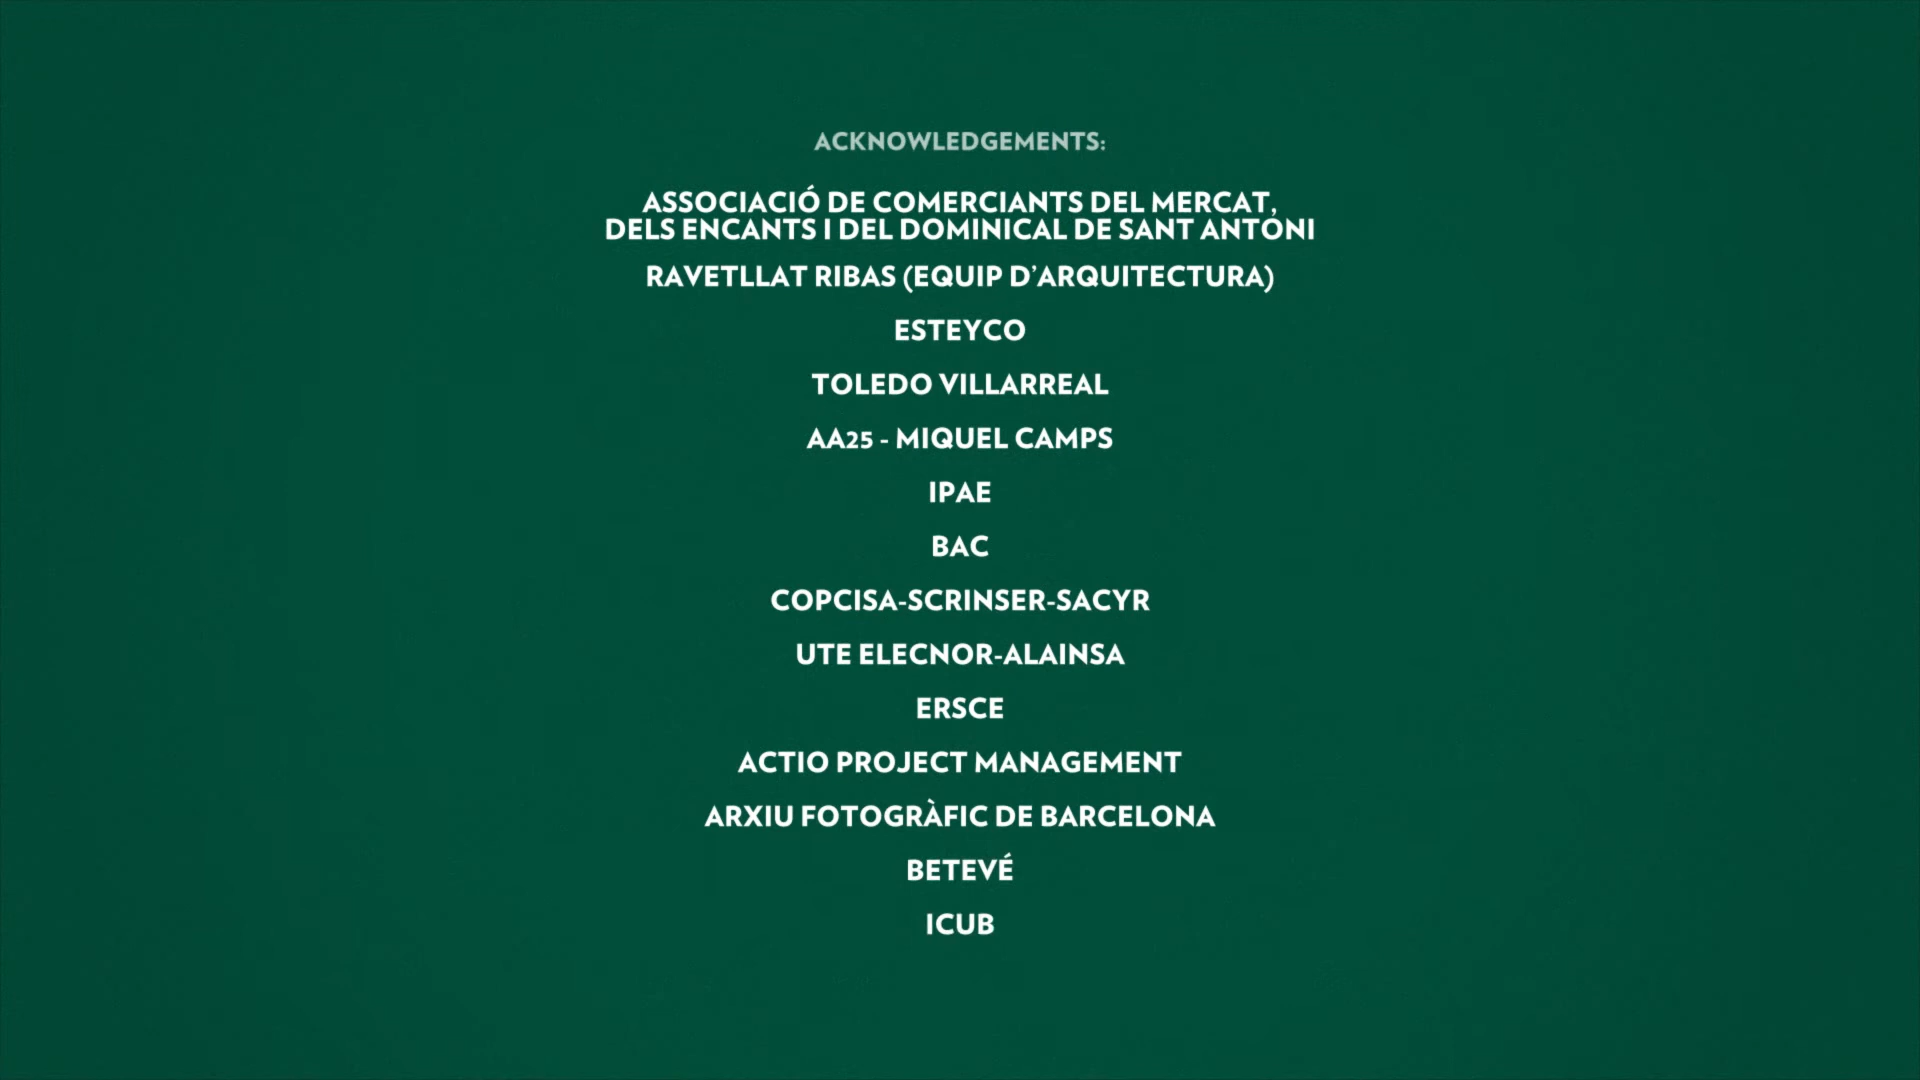 ACKNOWLEDGEMENTS:
ASSOCIACIÓ DE COMERCIANTS DEL MERCAT,
DELS ENCANTS I DEL DOMINICAL DE SANT ANTONI
RAVETLLAT RIBAS (EQUIP D’ARQUITECTURA)
ESTEYCO
TOLEDO VILLARREAL
AA25 - MIQUEL CAMPS
IPAE
BAC
COPCISA-SCRINSER-SACYR
UTE ELECNOR-ALAINSA
ERSCE
ACTIO PROJECT MANAGEMENT
ARXIU FOTOGRÀFIC DE BARCELONA
BETEVÉ
ICUB